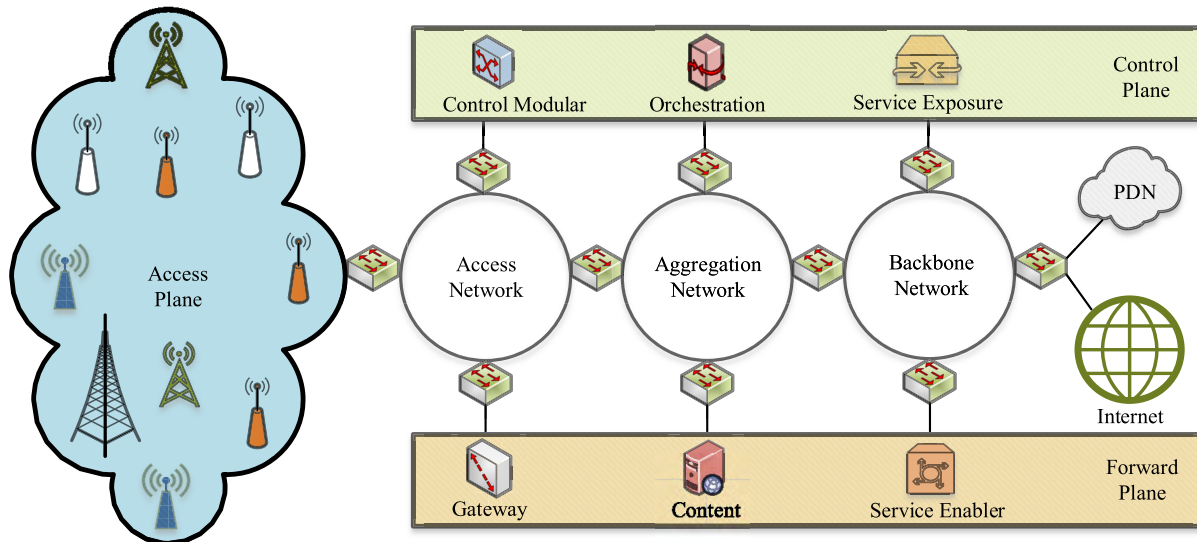 Control Modular
Orchestration
Service Exposure
Control
Plane
PDN
Access
Plane
Access
Network
Aggregation
Network
Backbone
Network
Internet
Gateway
Content
Service Enabler
Forward
Plane